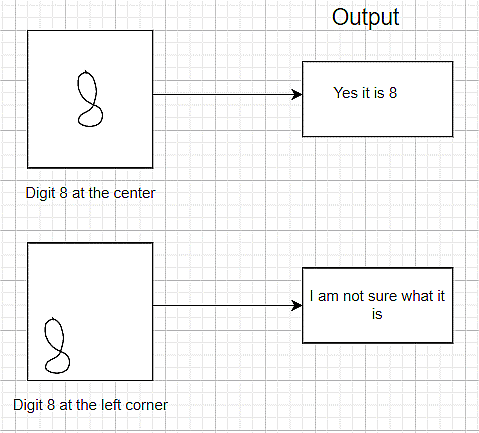 Output
8
Yes it is 8
Digit 8 at the center
8
I am not sure what it
is
Digit 8 at the left corner